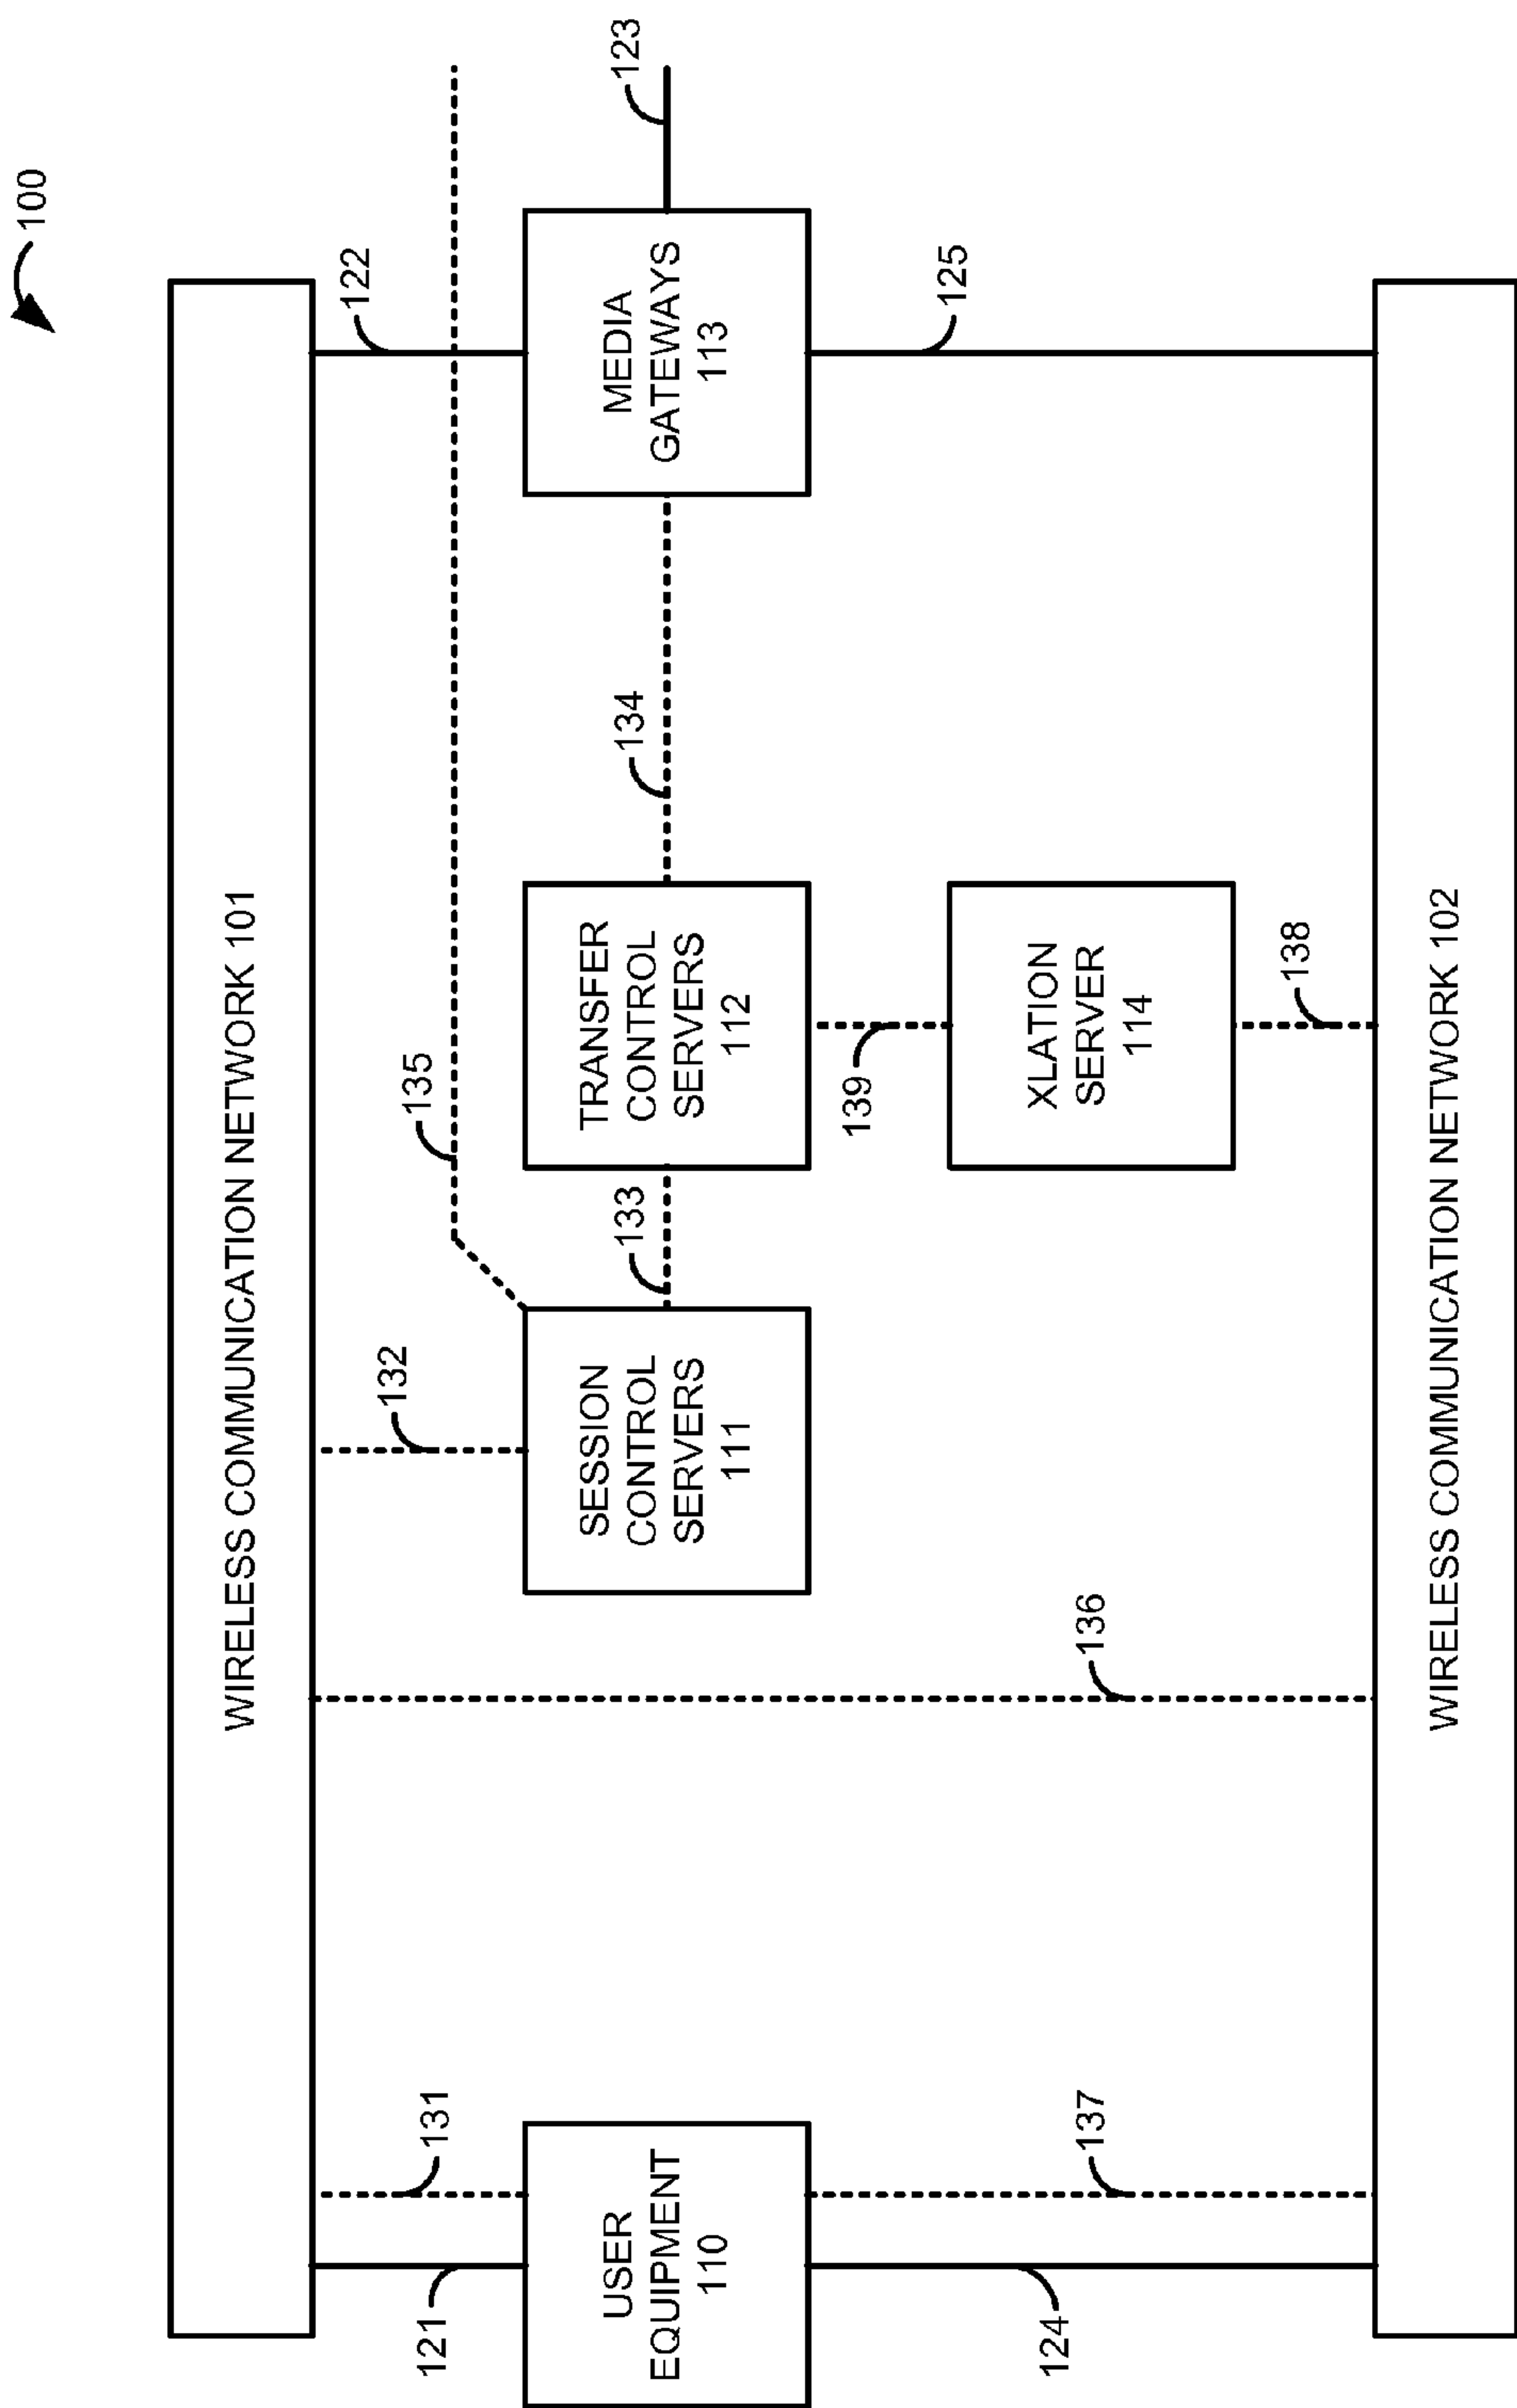 100
WIRELESS COMMUNICATION NETWORK 101
121
131
132
135
122
123
USER
EQUIPMENT
110
SESSION
CONTROL
SERVERS
111
133
TRANSFER
CONTROL
SERVERS
112
134
MEDIA
GATEWAYS
113
139
XLATION
SERVER
114
124
137
136
138
125
WIRELESS COMMUNICATION NETWORK 102